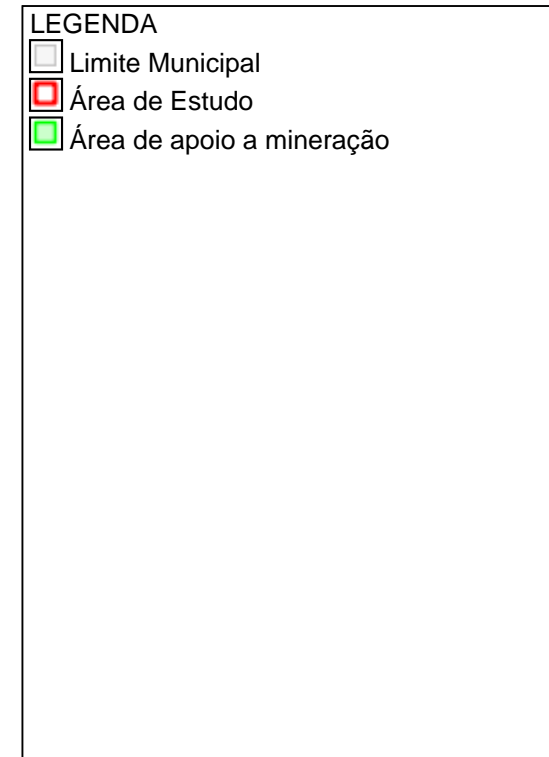 LEGENDA
Limite Municipal
Área de Estudo
Área de apoio a mineração